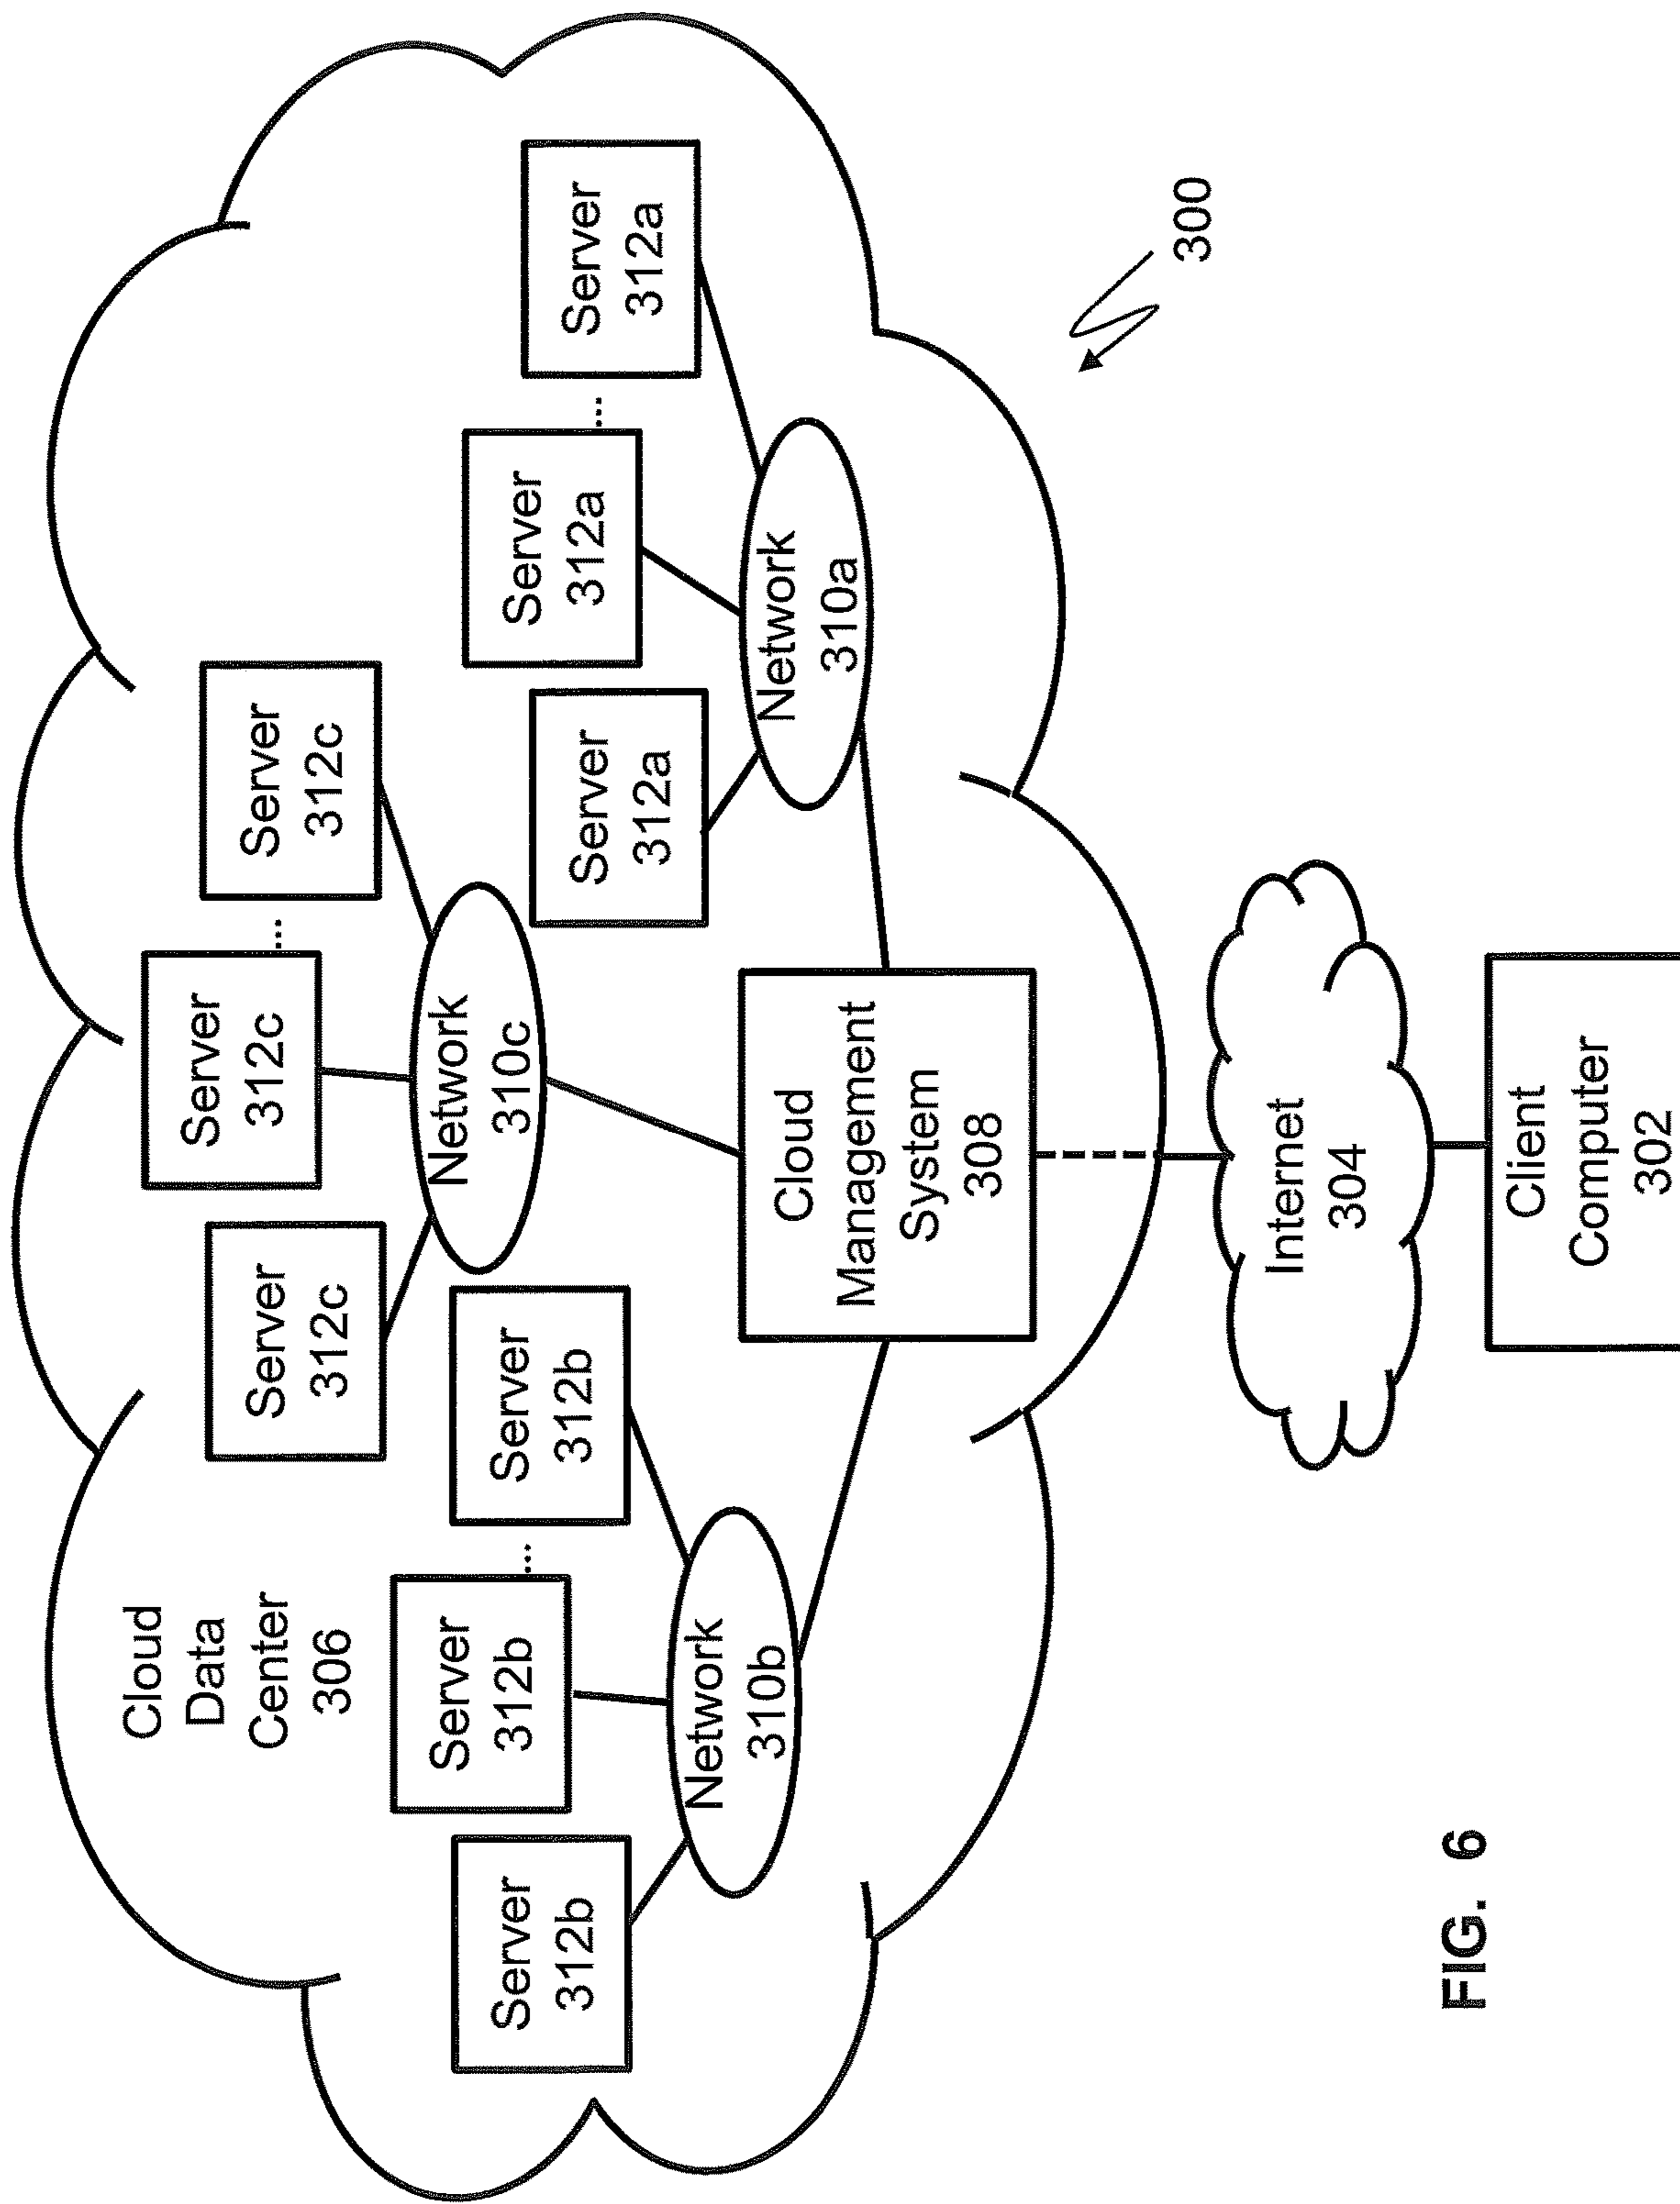 Cloud
Data
Center
306
Server
312c
Server
312c
...
Server
312c
Server
312b
Server
312b
...
Server
312b
Network
310c
Server
312a
Server
312a
...
Server
312a
Network
310b
Network
310a
Cloud
Management
System
308
300
Internet
304
Client
Computer
302
FIG. 6